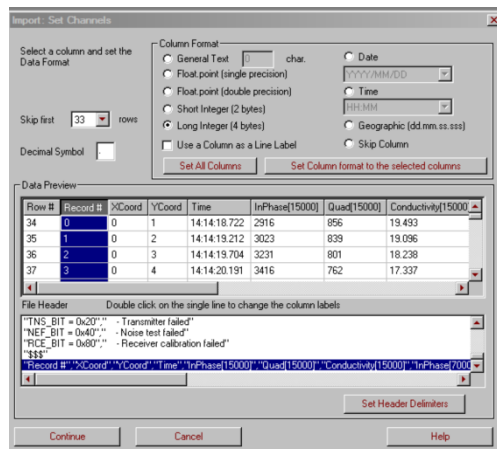 Import: Set Channels
Select a column and set the
Data Format
Column Format
General Text 0 char.
Date
Float.point (single precision)
YYYY/MM/DD
Float.point (double precision)
Time
Short Integer (2 bytes)
HH:MM
Skip first 33 rows
Long Integer (4 bytes)
Geographic (dd.mm.ss.sss)
Use a Column as a Line Label
Skip Column
Decimal Symbol .
Set All Columns
Set Column format to the selected columns
Data Preview
Row # Record # XCoord YCoord Time InPhase[15000] Quad[15000] Conductivity[15000]
34 0 0 1 14:14:18.722 2916 856 19.493
35 1 0 2 14:14:19.212 3023 839 19.096
36 2 0 3 14:14:19.704 3231 801 18.238
37 3 0 4 14:14:20.191 3416 762 17.337
File Header Double click on the single line to change the column labels
"TNS_BIT = 0x20"," - Transmitter failed"
"NEF_BIT = 0x40"," - Noise test failed"
"RCE_BIT = 0x80"," - Receiver calibration failed"
"$$$"
"Record #","XCoord","YCoord","Time","InPhase[15000]","Quad[15000]","Conductivity[15000]","InPhase[7000
Set Header Delimiters
Continue
Cancel
Help